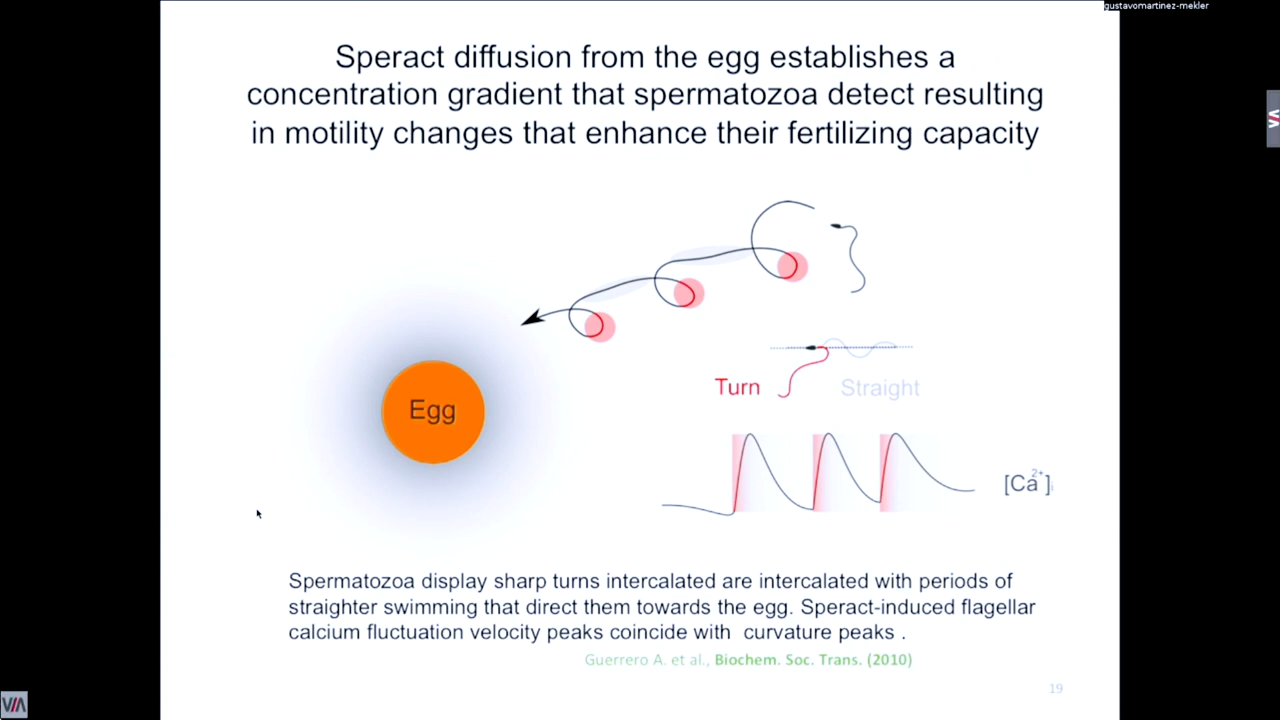 gustavomartinez-mekler
Speract diffusion from the egg establishes a
concentration gradient that spermatozoa detect resulting
in motility changes that enhance their fertilizing capacity
Egg
Turn
Straight
[Ca²⁺]i
Spermatozoa display sharp turns intercalated are intercalated with periods of
straighter swimming that direct them towards the egg. Speract-induced flagellar
calcium fluctuation velocity peaks coincide with curvature peaks .
Guerrero A. et al., Biochem. Soc. Trans. (2010)
19
VIA